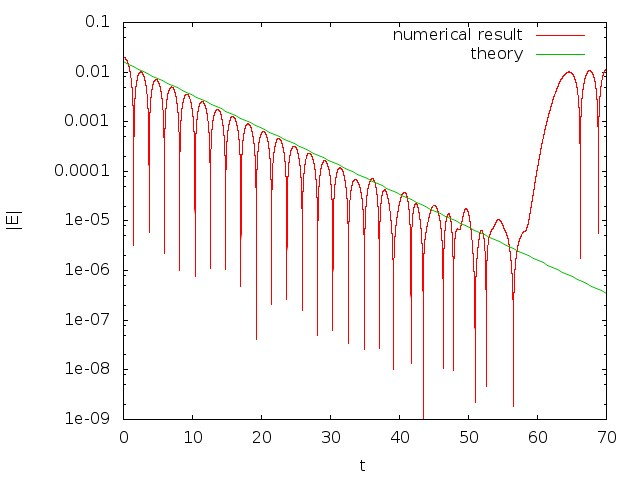 0.1
numerical result
theory
0.01
0.001
0.0001
1e-05
|E|
1e-06
1e-07
1e-08
1e-09
0 10 20 30 40 50 60 70
t